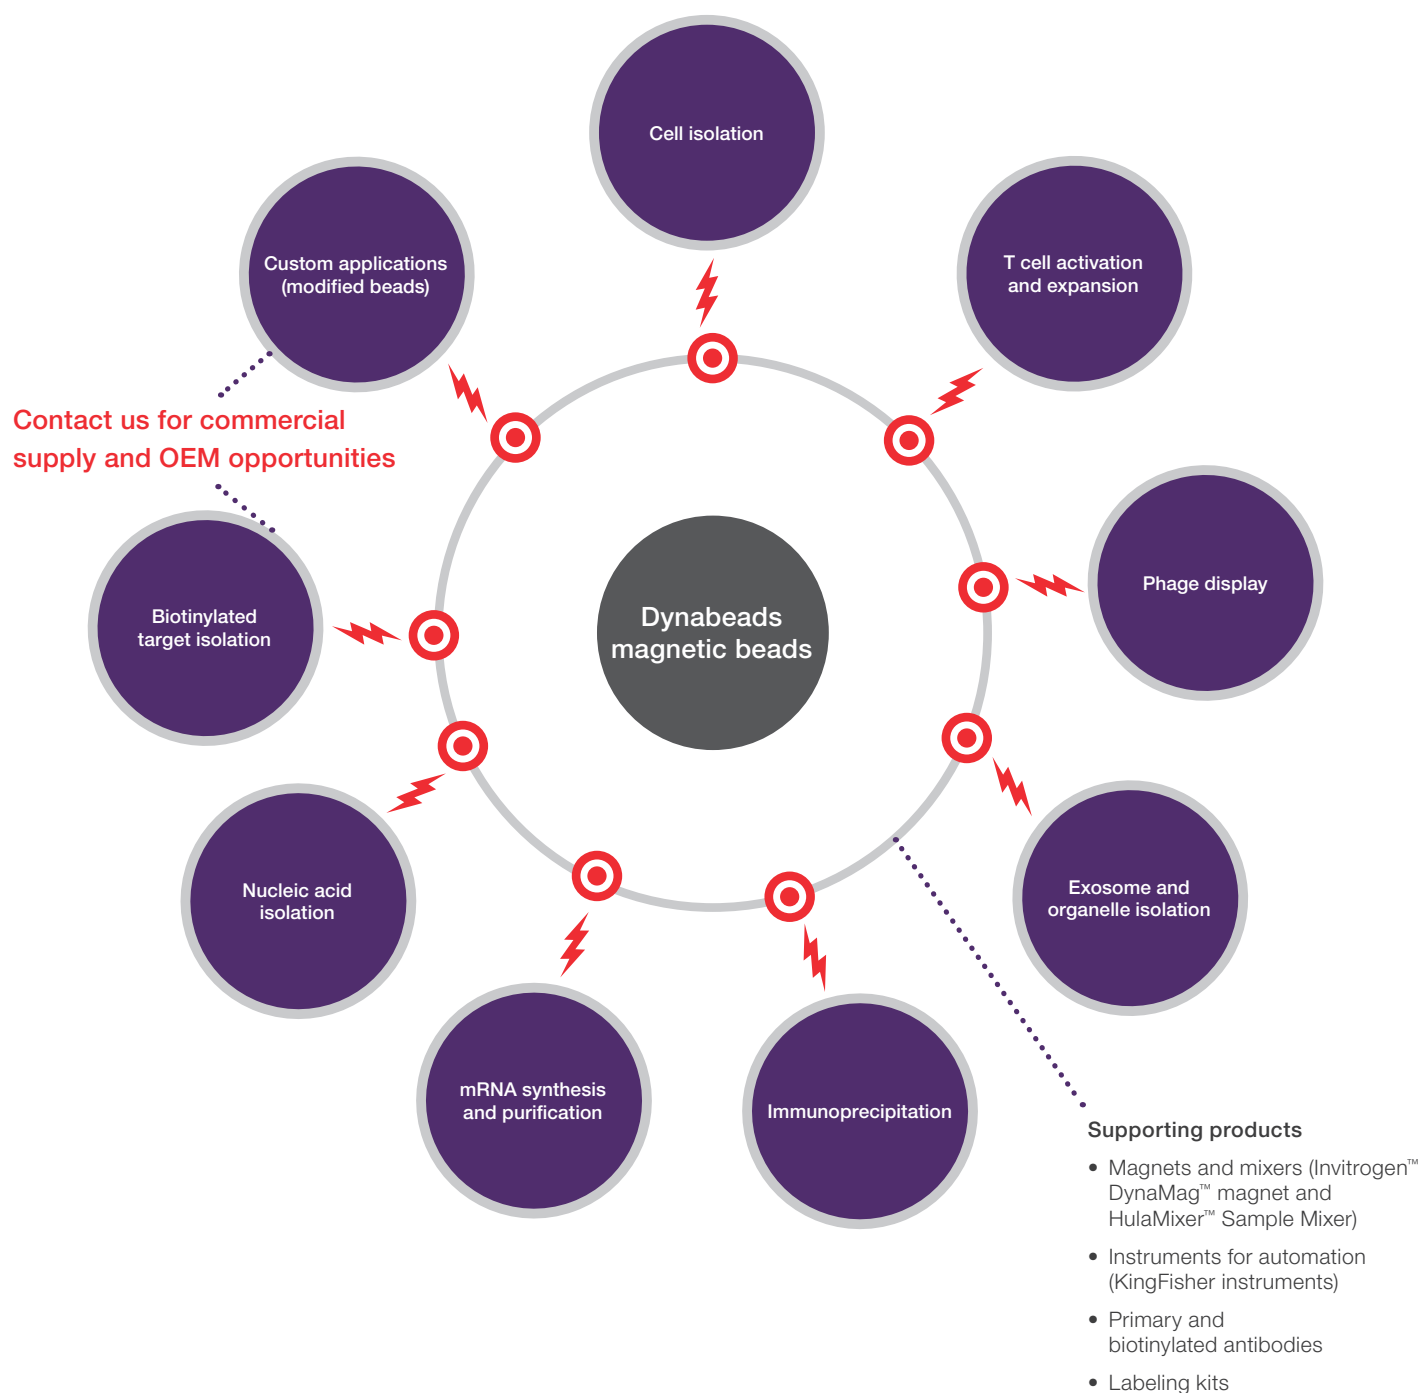 Cell isolation
Custom applications
(modified beads)
T cell activation
and expansion
Contact us for commercial
supply and OEM opportunities
Phage display
Biotinylated
target isolation
Dynabeads
magnetic beads
Nucleic acid
isolation
Exosome and
organelle isolation
mRNA synthesis
and purification
Immunoprecipitation
Supporting products
• Magnets and mixers (Invitrogen™
DynaMag™ magnet and
HulaMixer™ Sample Mixer)
• Instruments for automation
(KingFisher instruments)
• Primary and
biotinylated antibodies
• Labeling kits